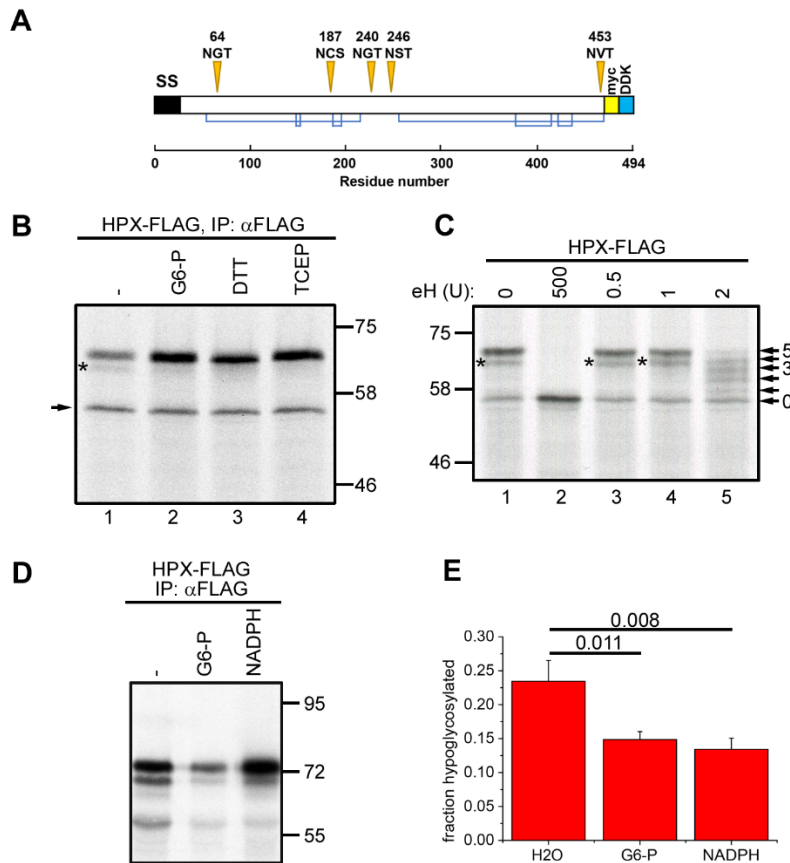 A
64 187 240 246 453
NGT NCS NGT NST NVT
SS
myc
DDK
0 100 200 300 400 494
Residue number
B
HPX-FLAG, IP: αFLAG
- G6-P DTT TCEP
75
*
58
46
1 2 3 4
C
HPX-FLAG
eH (U): 0 500 0.5 1 2
75
5
* * *
3
58
0
46
1 2 3 4 5
D
HPX-FLAG
IP: αFLAG
- G6-P NADPH
95
72
55
E
0.008
0.011
fraction hypoglycosylated
0.30
0.25
0.20
0.15
0.10
0.05
0.00
H2O G6-P NADPH